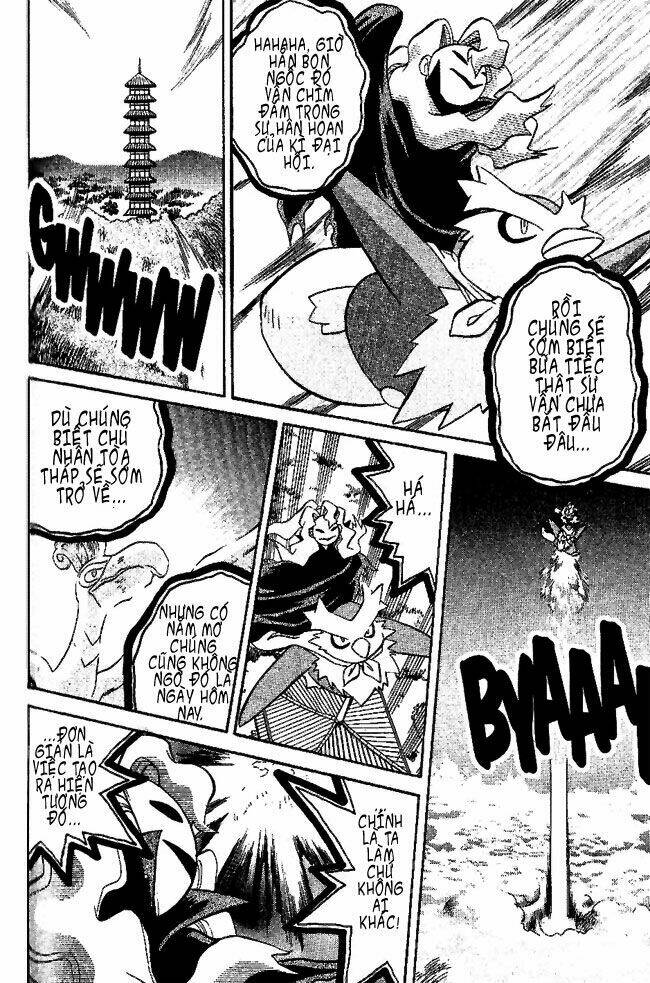 HAHAHA, GIỜ
HẲN BỌN
NGỐC ĐÓ
VẪN CHÌM
ĐẮM TRONG
SỰ HÂN HOAN
CỦA KÌ ĐẠI
HỘI.
GWWWWW
RỒI
CHÚNG SẼ
SỚM BIẾT
BỮA TIỆC
THẬT SỰ
VẪN CHƯA
BẮT ĐẦU
ĐÂU...
BYAAAA
HÁ
HÁ...
DÙ CHÚNG
BIẾT CHỦ
NHÂN TÒA
THÁP SẼ SỚM
TRỞ VỀ...
NHƯNG CÓ
NẰM MƠ
CHÚNG
CŨNG KHÔNG
NGỜ ĐÓ LÀ
NGÀY HÔM
NAY.
CHÍNH
LÀ TA
LÀM
CHỨ
KHÔNG
AI
KHÁC!
...ĐƠN
GIẢN LÀ
VIỆC TẠO
RA HIỆN
TƯỢNG
ĐÓ...